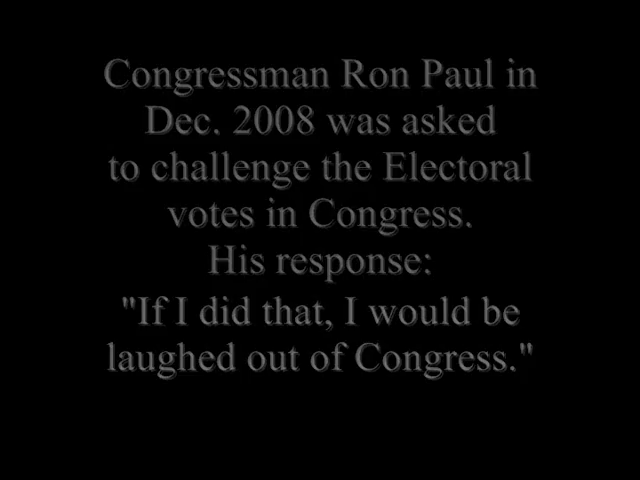 Congressman Ron Paul in
Dec. 2008 was asked
to challenge the Electoral
votes in Congress.
His response:
"If I did that, I would be
laughed out of Congress."